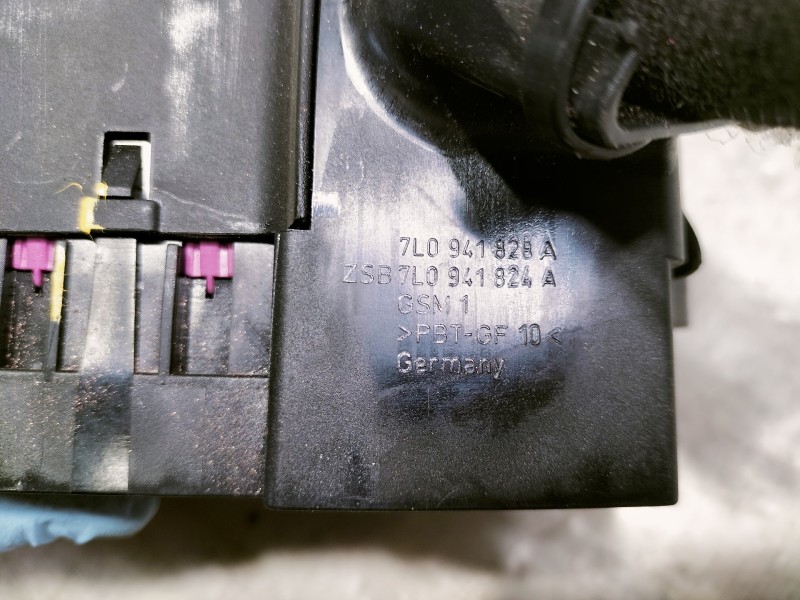 7L0 941 828 A
ZSB 7L0 941 824 A
GSM 1
>PBT-GF 10<
Germany